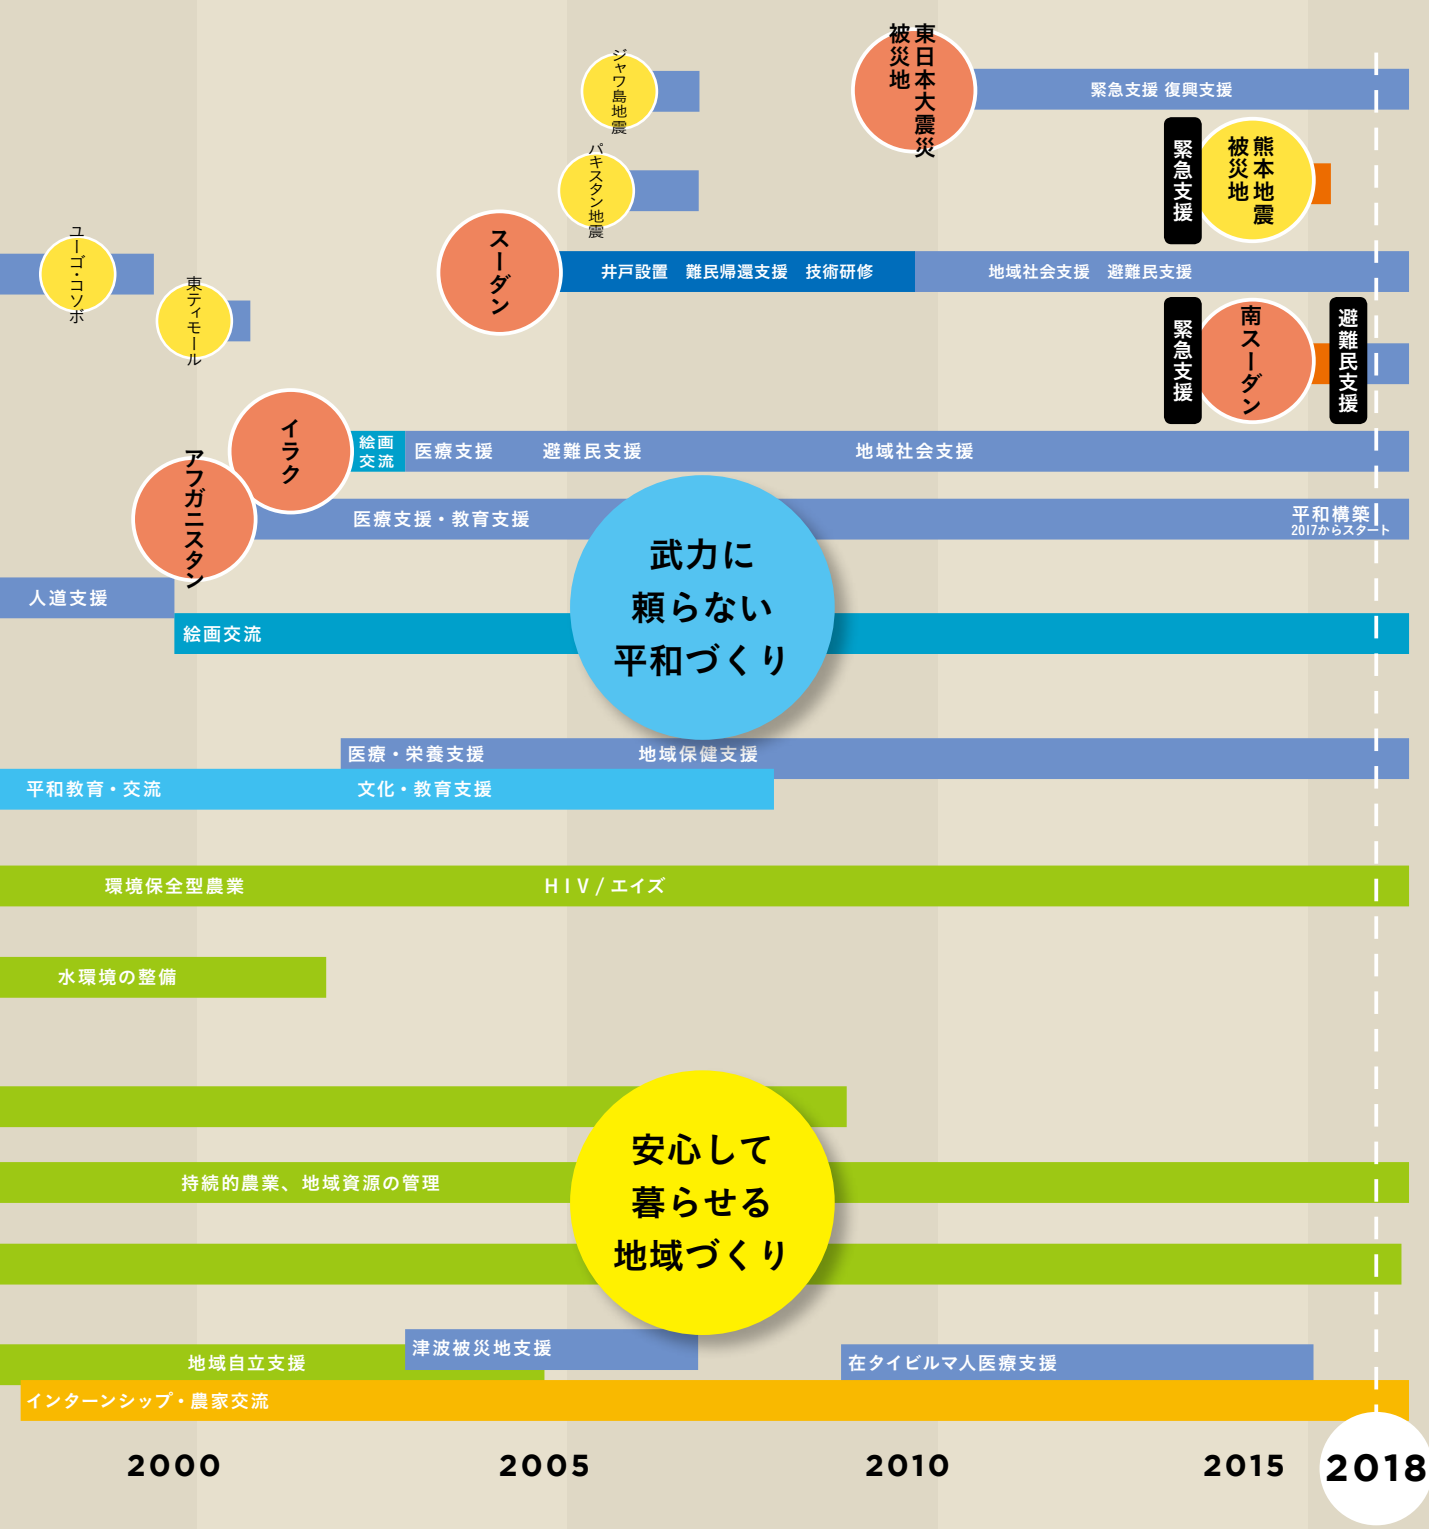 東日本大震災
被災地
ジャワ島地震
緊急支援 復興支援
パキスタン地震
緊急支援
熊本地震
被災地
ユーゴ・コソボ
東ティモール
スーダン
井戸設置　難民帰還支援　技術研修
地域社会支援　避難民支援
緊急支援
南スーダン
避難民支援
イラク
絵画
交流
医療支援
避難民支援
地域社会支援
アフガニスタン
医療支援・教育支援
平和構築
2017からスタート
武力に
頼らない
平和づくり
人道支援
絵画交流
医療・栄養支援
地域保健支援
平和教育・交流
文化・教育支援
環境保全型農業
HIV/エイズ
水環境の整備
安心して
暮らせる
地域づくり
持続的農業、地域資源の管理
地域自立支援
津波被災地支援
在タイビルマ人医療支援
インターンシップ・農家交流
2000
2005
2010
2015
2018